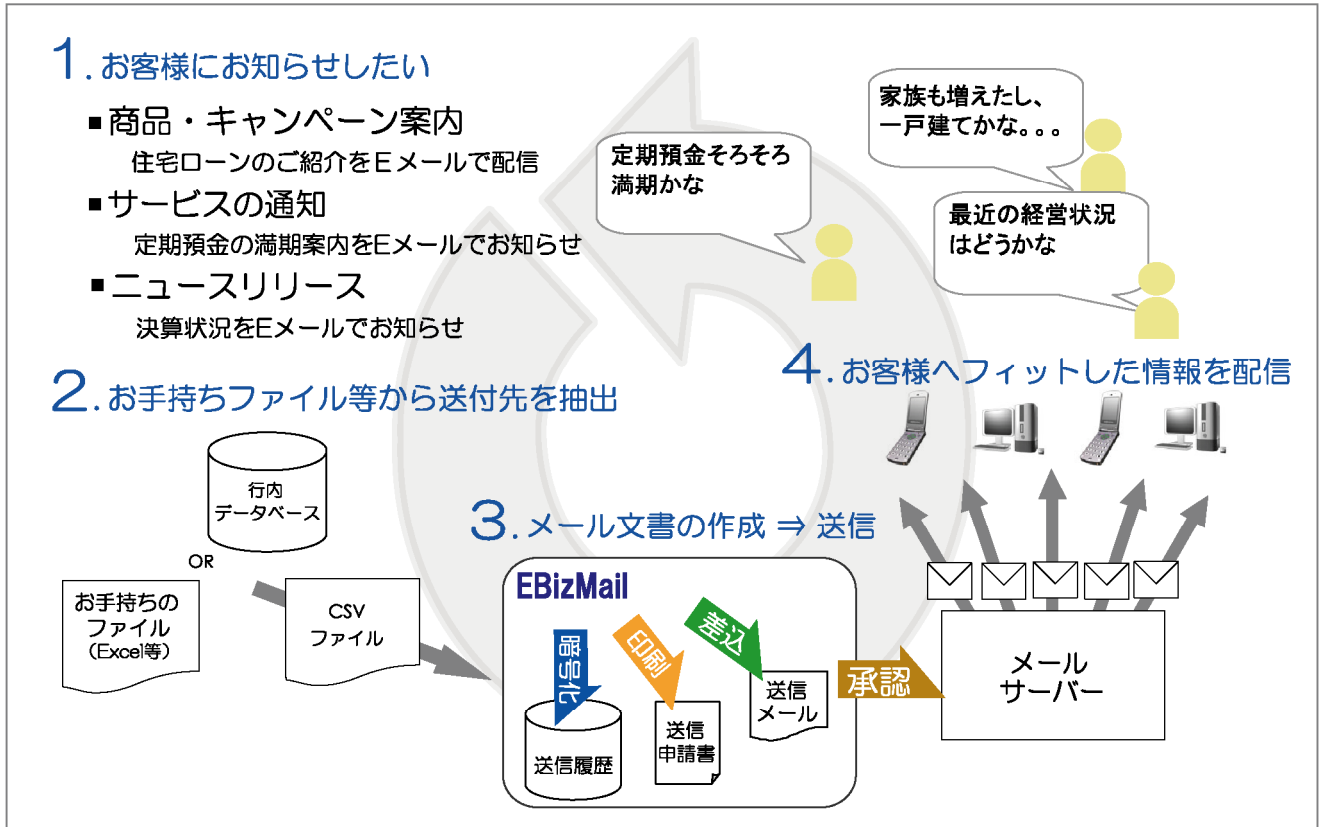 1.お客様にお知らせしたい
■商品・キャンペーン案内
住宅ローンのご紹介をEメールで配信
■サービスの通知
定期預金の満期案内をEメールでお知らせ
■ニュースリリース
決算状況をEメールでお知らせ
定期預金そろそろ
満期かな
家族も増えたし、
一戸建てかな。。。
最近の経営状況
はどうかな
2.お手持ちファイル等から送付先を抽出
行内
データベース
OR
お手持ちの
ファイル
(Excel等)
CSV
ファイル
3.メール文書の作成 ⇒ 送信
EBizMail
暗号化
印刷
差込
送信履歴
送信
申請書
送信
メール
承認
4.お客様へフィットした情報を配信
メール
サーバー